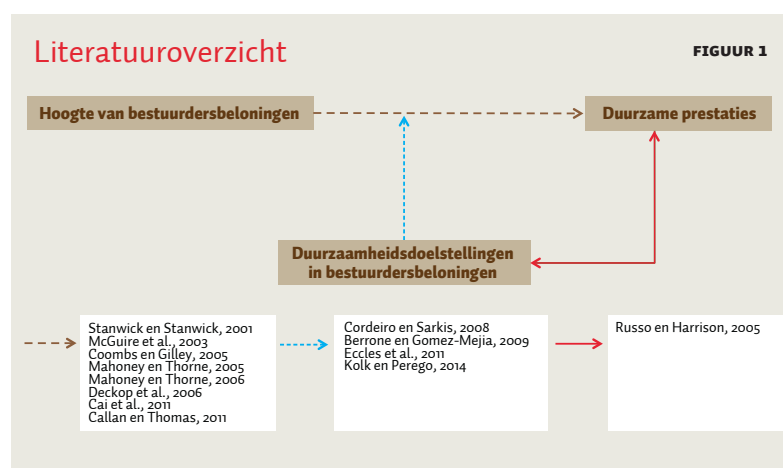 Literatuuroverzicht
FIGUUR 1
Hoogte van bestuurdersbeloningen
Duurzame prestaties
Duurzaamheidsdoelstellingen
in bestuurdersbeloningen
Stanwick en Stanwick, 2001
McGuire et al., 2003
Coombs en Gilley, 2005
Mahoney en Thorne, 2005
Mahoney en Thorne, 2006
Deckop et al., 2006
Cai et al., 2011
Callan en Thomas, 2011
Cordeiro en Sarkis, 2008
Berrone en Gomez-Mejia, 2009
Eccles et al., 2011
Kolk en Perego, 2014
Russo en Harrison, 2005